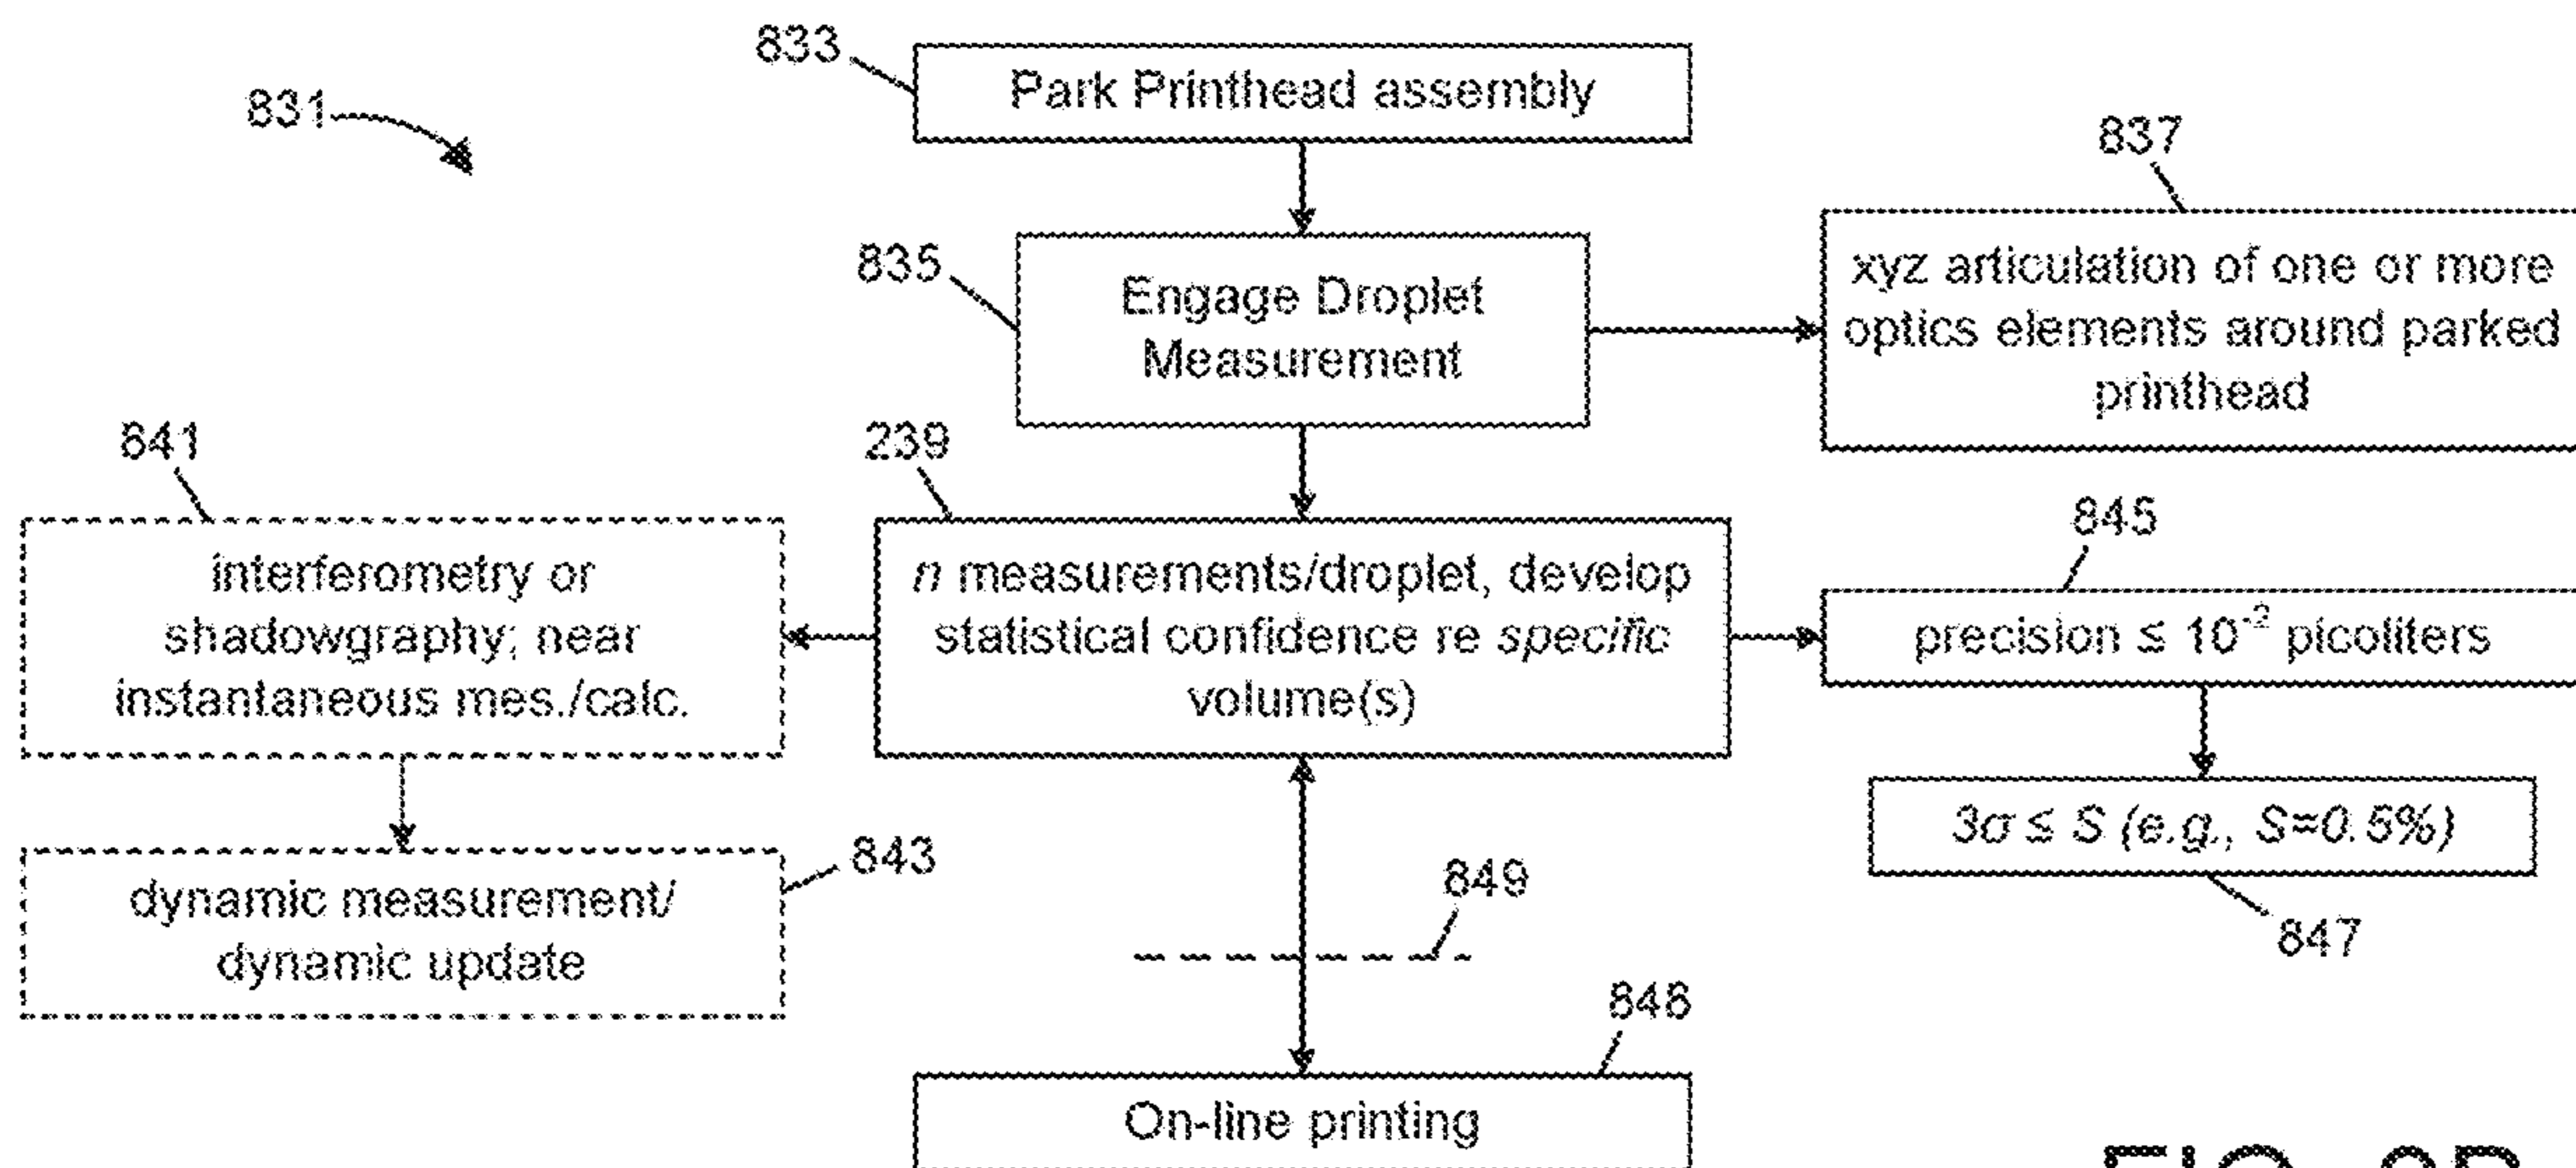 833
Park Printhead assembly
831
837
835
Engage Droplet
Measurement
xyz articulation of one or more
optics elements around parked
printhead
841
239
845
interferometry or
shadowgraphy; near
instantaneous mes./calc.
n measurements/droplet, develop
statistical confidence re specific
volume(s)
precision ≤ 10⁻² picoliters
3σ ≤ S (e.g., S=0.5%)
843
dynamic measurement/
dynamic update
849
847
848
On-line printing